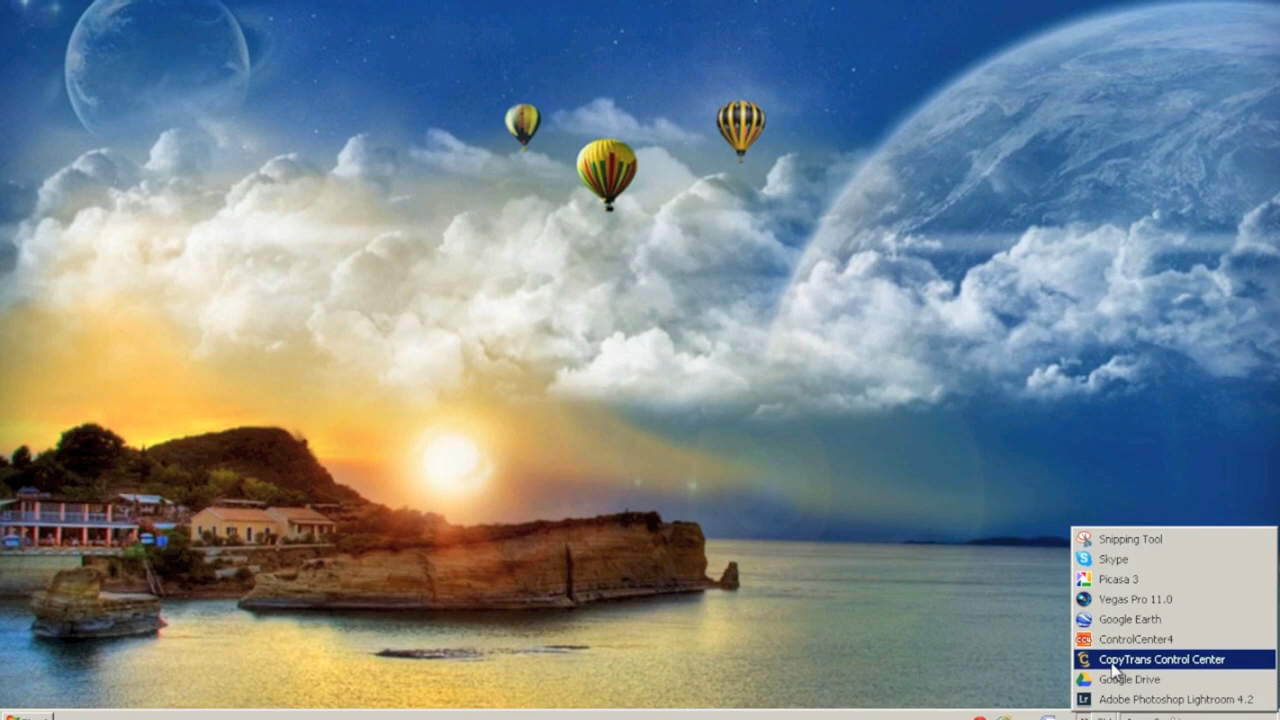 Snipping Tool
Skype
Picasa 3
Vegas Pro 11.0
Google Earth
ControlCenter4
CopyTrans Control Center
Google Drive
Adobe Photoshop Lightroom 4.2